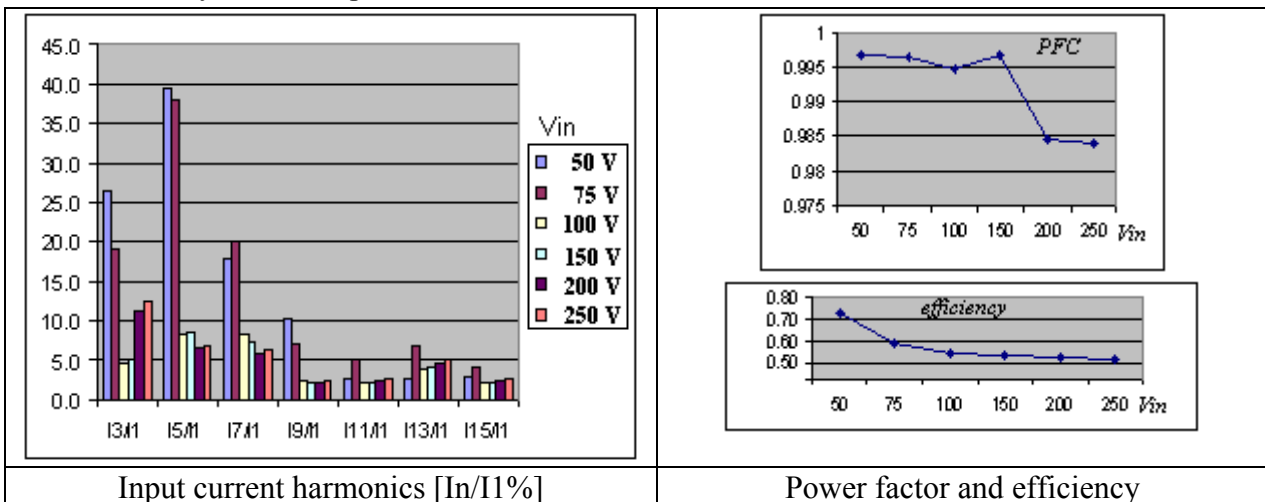 45.0
40.0
35.0
30.0
25.0
20.0
15.0
10.0
5.0
0.0
I3/I1 I5/I1 I7/I1 I9/I1 I11/I1 I13/I1 I15/I1
Vin
50 V
75 V
100 V
150 V
200 V
250 V
PFC
1
0.995
0.99
0.985
0.98
0.975
50 75 100 150 200 250 Vin
efficiency
0.80
0.70
0.60
0.50
50 75 100 150 200 250 Vin
Input current harmonics [In/I1%]
Power factor and efficiency